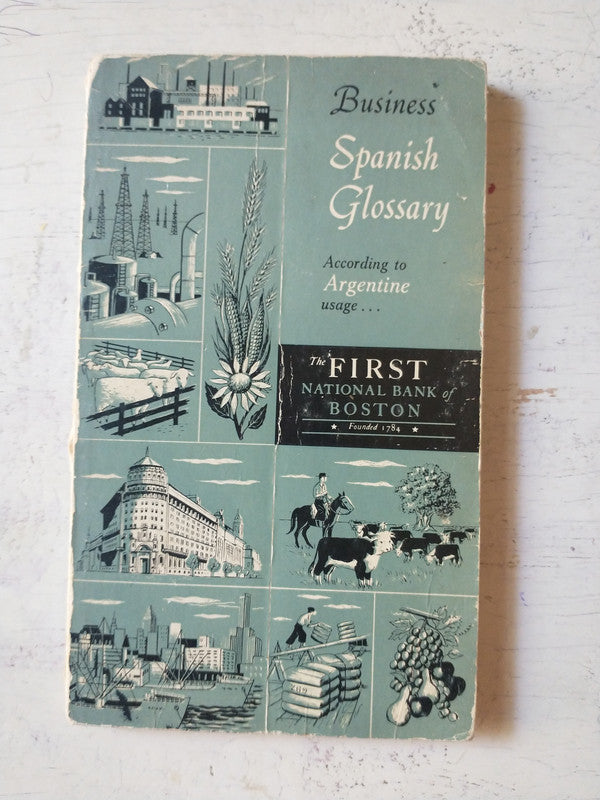 Business
Spanish
Glossary
According to
Argentine
usage...
The FIRST
NATIONAL BANK of
BOSTON
★ Founded 1784 ★